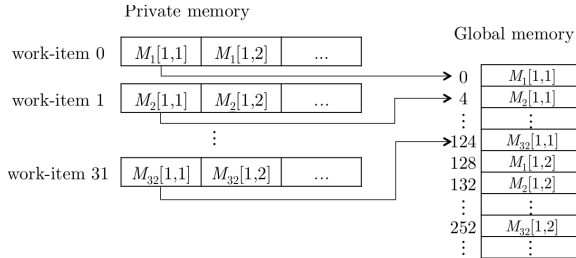 Private memory
Global memory
work-item 0 M₁[1,1] M₁[1,2] ...
work-item 1 M₂[1,1] M₂[1,2] ...
⋮
work-item 31 M₃₂[1,1] M₃₂[1,2] ...
0 M₁[1,1]
4 M₂[1,1]
⋮ ⋮
124 M₃₂[1,1]
128 M₁[1,2]
132 M₂[1,2]
⋮ ⋮
252 M₃₂[1,2]
⋮ ⋮